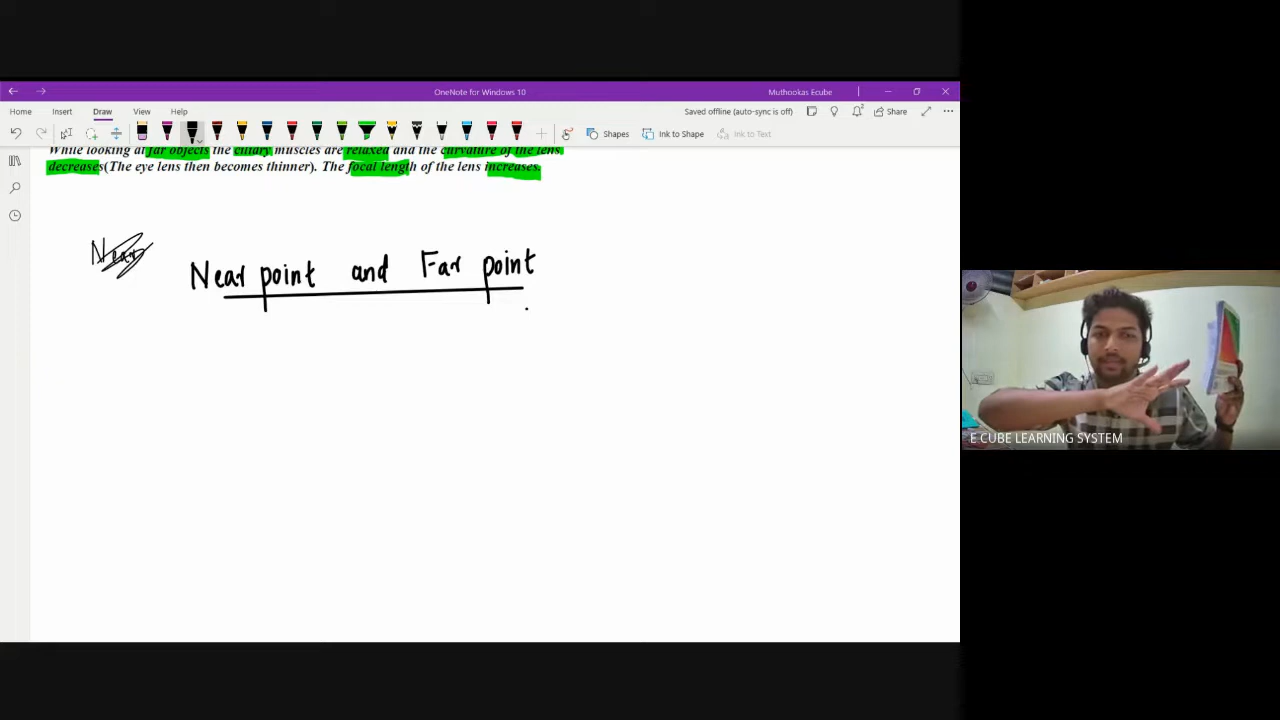 OneNote for Windows 10
Muthookas Ecube
Home Insert Draw View Help
Saved offline (auto-sync is off)
Share
Shapes
Ink to Shape
Ink to Text
While looking at far objects the ciliary muscles are relaxed and the curvature of the lens
decreases(The eye lens then becomes thinner). The focal length of the lens increases.
Near
Near point and Far point
E CUBE LEARNING SYSTEM